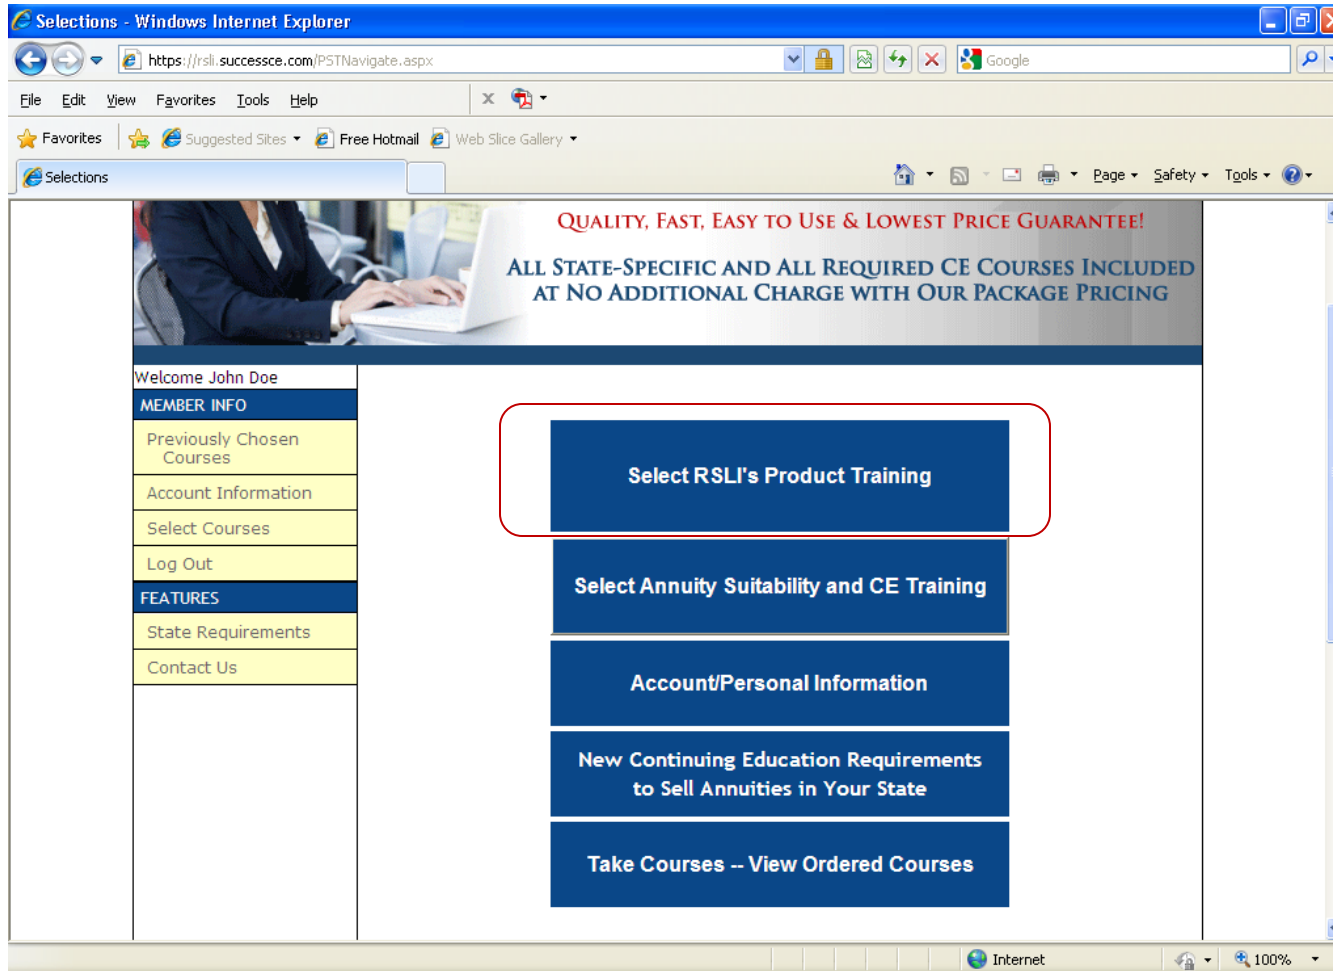 Selections - Windows Internet Explorer
https://rsli.successce.com/PSTNavigate.aspx
Google
File Edit View Favorites Tools Help
x
Favorites Suggested Sites Free Hotmail Web Slice Gallery
Selections
Page Safety Tools
QUALITY, FAST, EASY TO USE & LOWEST PRICE GUARANTEE!
ALL STATE-SPECIFIC AND ALL REQUIRED CE COURSES INCLUDED
AT NO ADDITIONAL CHARGE WITH OUR PACKAGE PRICING
Welcome John Doe
MEMBER INFO
Previously Chosen
Courses
Account Information
Select Courses
Log Out
FEATURES
State Requirements
Contact Us
Select RSLI's Product Training
Select Annuity Suitability and CE Training
Account/Personal Information
New Continuing Education Requirements
to Sell Annuities in Your State
Take Courses -- View Ordered Courses
Internet
100%